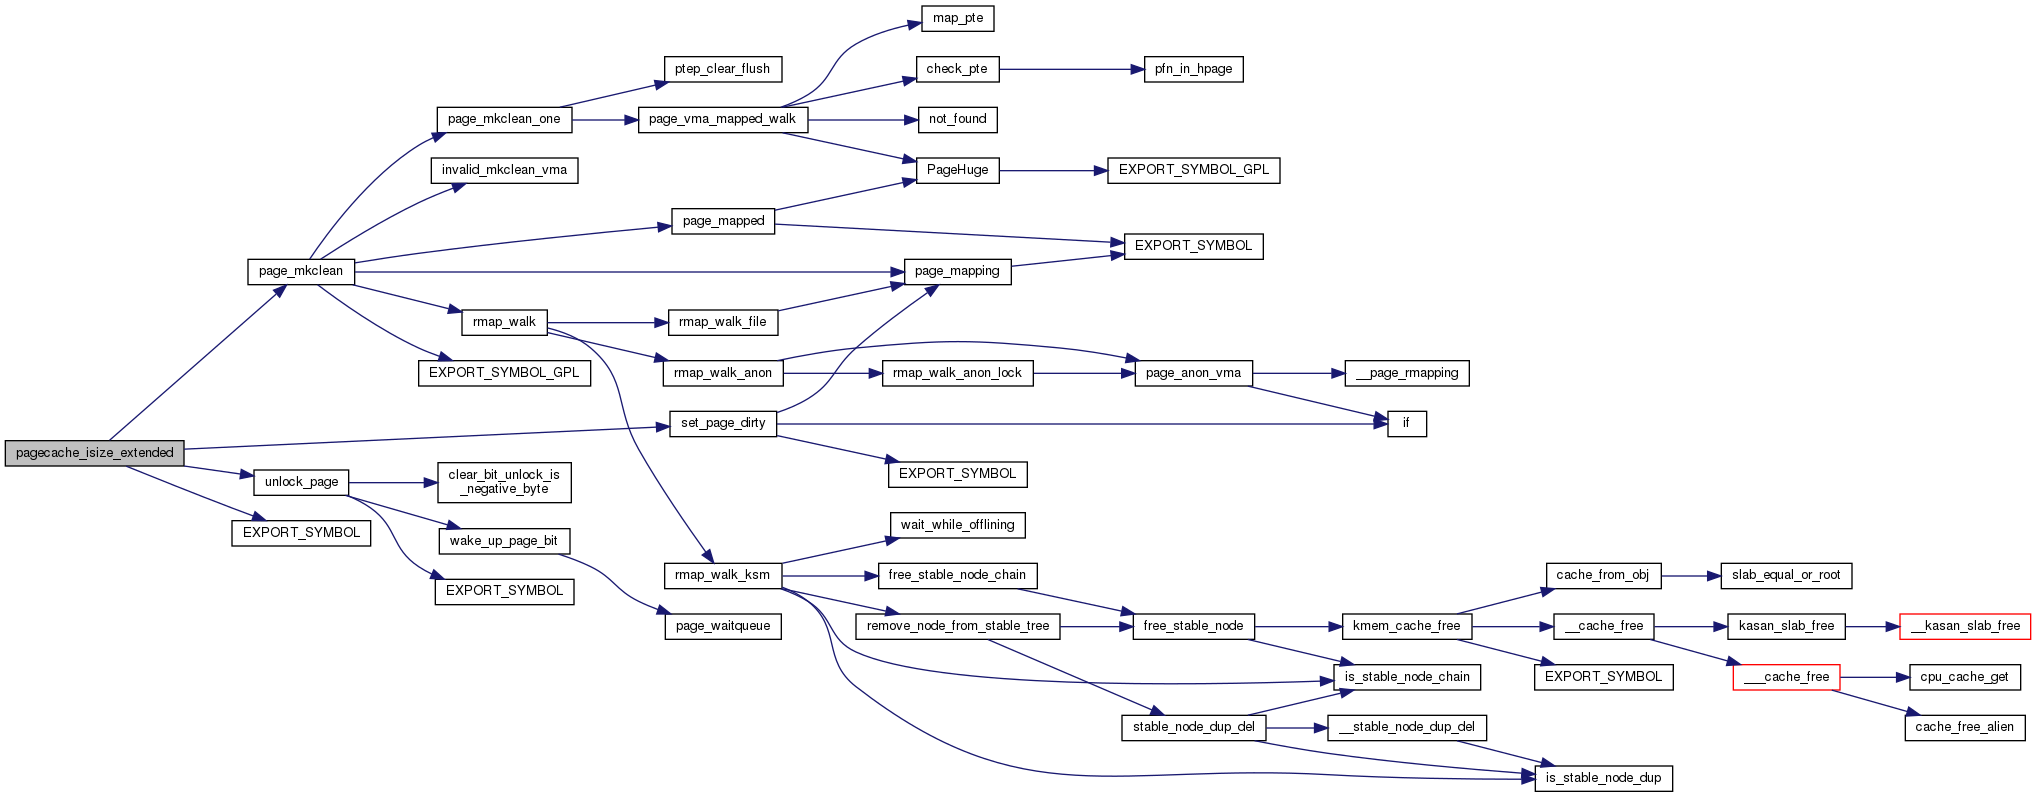 map_pte
ptep_clear_flush
check_pte
pfn_in_hpage
page_mkclean_one
page_vma_mapped_walk
not_found
invalid_mkclean_vma
PageHuge
EXPORT_SYMBOL_GPL
page_mapped
EXPORT_SYMBOL
page_mkclean
page_mapping
rmap_walk
rmap_walk_file
EXPORT_SYMBOL_GPL
rmap_walk_anon
rmap_walk_anon_lock
page_anon_vma
__page_rmapping
set_page_dirty
if
pagecache_isize_extended
EXPORT_SYMBOL
unlock_page
clear_bit_unlock_is
_negative_byte
EXPORT_SYMBOL
wake_up_page_bit
wait_while_offlining
EXPORT_SYMBOL
rmap_walk_ksm
free_stable_node_chain
cache_from_obj
slab_equal_or_root
page_waitqueue
remove_node_from_stable_tree
free_stable_node
kmem_cache_free
__cache_free
kasan_slab_free
__kasan_slab_free
is_stable_node_chain
EXPORT_SYMBOL
___cache_free
cpu_cache_get
stable_node_dup_del
__stable_node_dup_del
cache_free_alien
is_stable_node_dup